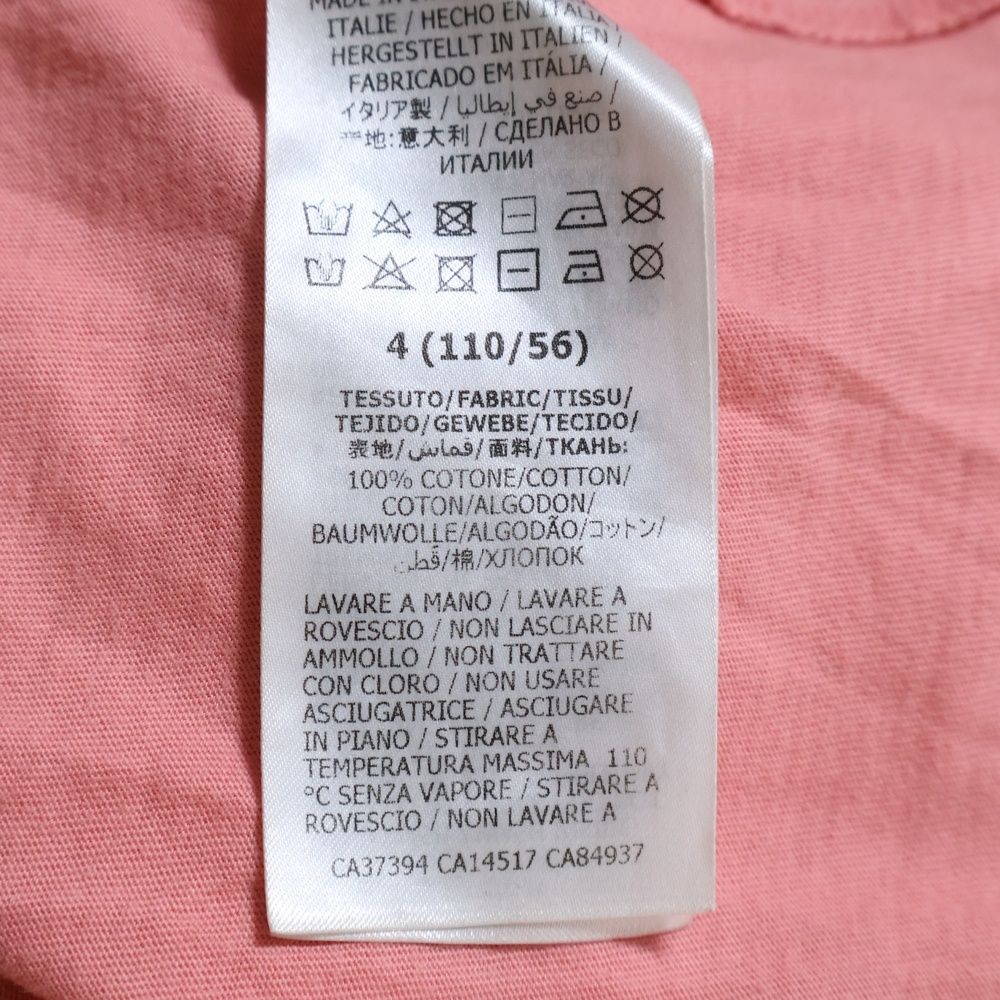 MADE IN
ITALIE / HECHO EN ITALIA
HERGESTELLT IN ITALIEN /
FABRICADO EM ITÁLIA /
イタリア製 / صنع في إيطاليا /
地: 意大利 / СДЕЛАНО В
ИТАЛИИ
4 (110/56)
TESSUTO/FABRIC/TISSU/
TEJIDO/GEWEBE/TECIDO/
表地/قماش/面料/ТКАНЬ:
100% COTONE/COTTON/
COTON/ALGODON/
BAUMWOLLE/ALGODÃO/コットン/
قطن/棉/ХЛОПОК
LAVARE A MANO / LAVARE A
ROVESCIO / NON LASCIARE IN
AMMOLLO / NON TRATTARE
CON CLORO / NON USARE
ASCIUGATRICE / ASCIUGARE
IN PIANO / STIRARE A
TEMPERATURA MASSIMA 110
°C SENZA VAPORE / STIRARE A
ROVESCIO / NON LAVARE A
CA37394 CA14517 CA84937